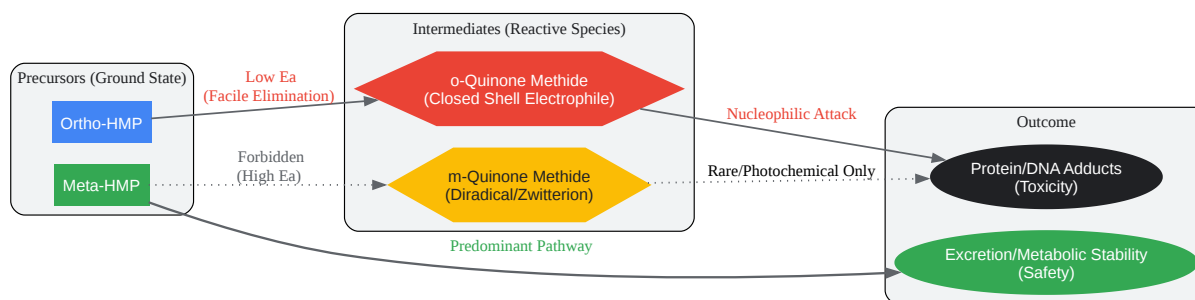 Precursors (Ground State)
Ortho-HMP
Meta-HMP
Low Ea
(Facile Elimination)
Forbidden
(High Ea)
Intermediates (Reactive Species)
o-Quinone Methide
(Closed Shell Electrophile)
m-Quinone Methide
(Diradical/Zwitterion)
Predominant Pathway
Nucleophilic Attack
Rare/Photochemical Only
Outcome
Protein/DNA Adducts
(Toxicity)
Excretion/Metabolic Stability
(Safety)